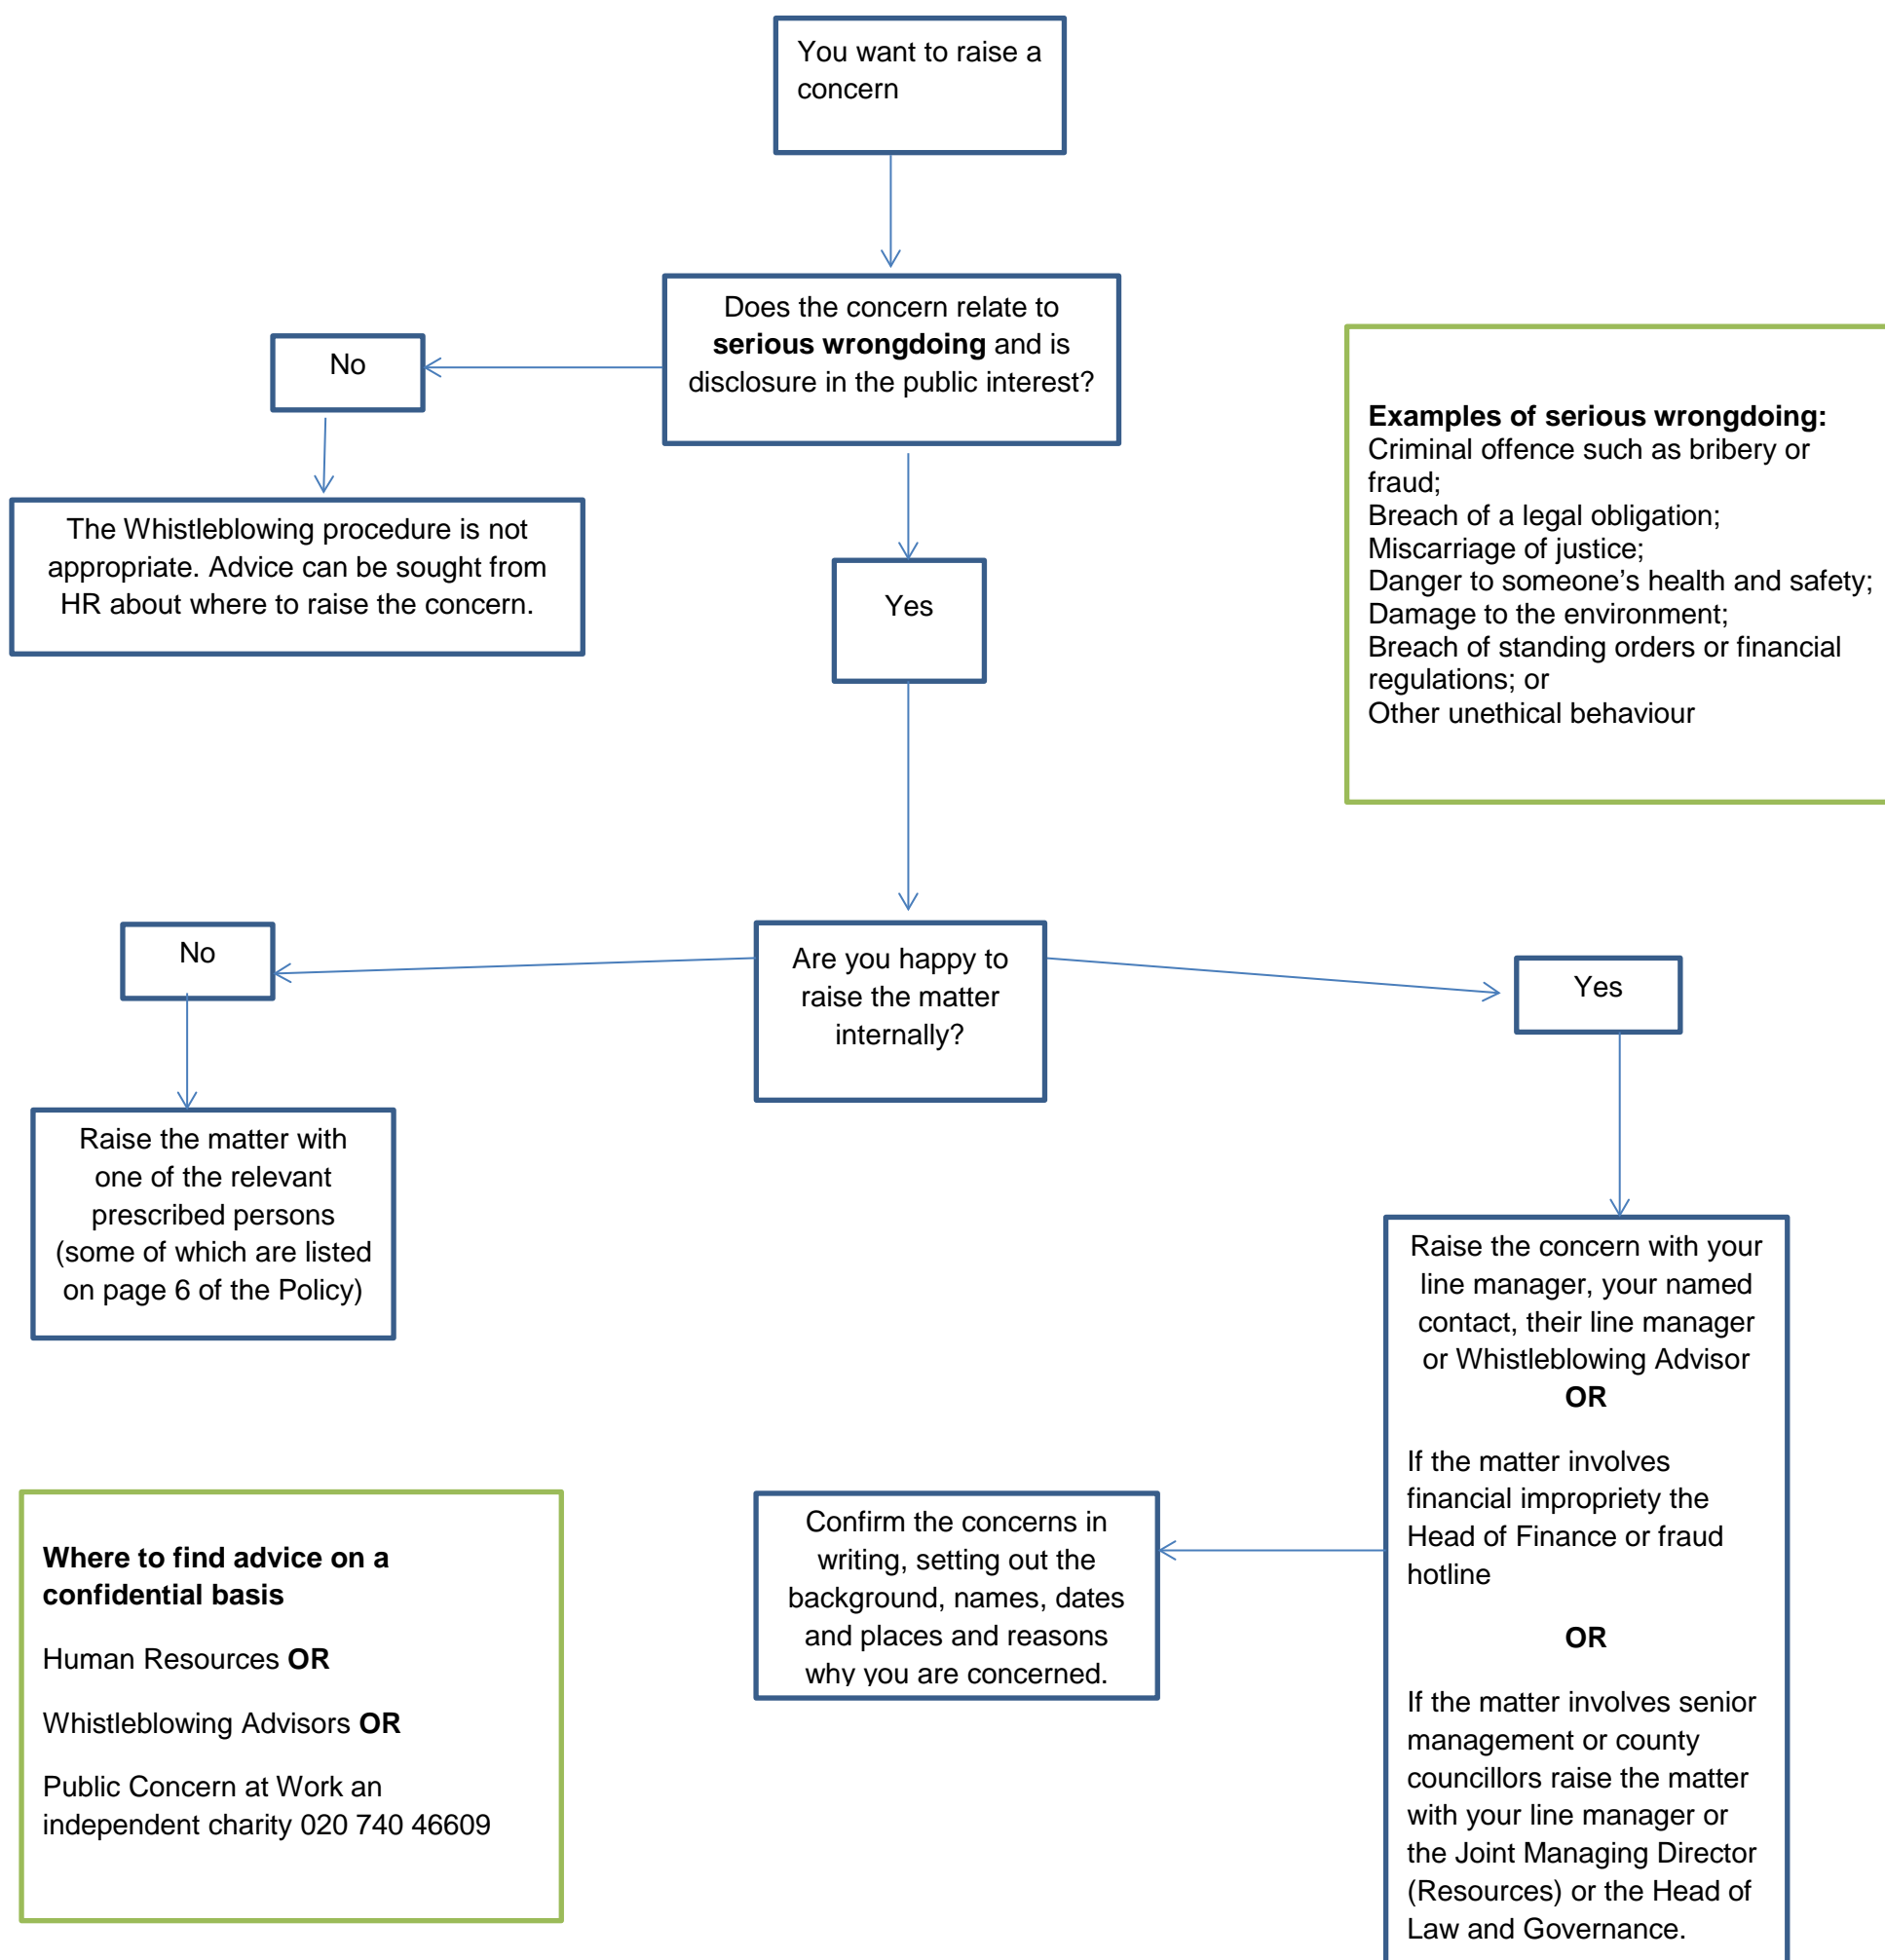 You want to raise a
concern
Does the concern relate to
serious wrongdoing and is
disclosure in the public interest?
No
Examples of serious wrongdoing:
Criminal offence such as bribery or
fraud;
Breach of a legal obligation;
Miscarriage of justice;
Danger to someone’s health and safety;
Damage to the environment;
Breach of standing orders or financial
regulations; or
Other unethical behaviour
The Whistleblowing procedure is not
appropriate. Advice can be sought from
HR about where to raise the concern.
Yes
No
Are you happy to
raise the matter
internally?
Yes
Raise the matter with
one of the relevant
prescribed persons
(some of which are listed
on page 6 of the Policy)
Raise the concern with your
line manager, your named
contact, their line manager
or Whistleblowing Advisor
OR
If the matter involves
financial impropriety the
Head of Finance or fraud
hotline
OR
If the matter involves senior
management or county
councillors raise the matter
with your line manager or
the Joint Managing Director
(Resources) or the Head of
Law and Governance.
Confirm the concerns in
writing, setting out the
background, names, dates
and places and reasons
why you are concerned.
Where to find advice on a
confidential basis
Human Resources OR
Whistleblowing Advisors OR
Public Concern at Work an
independent charity 020 740 46609